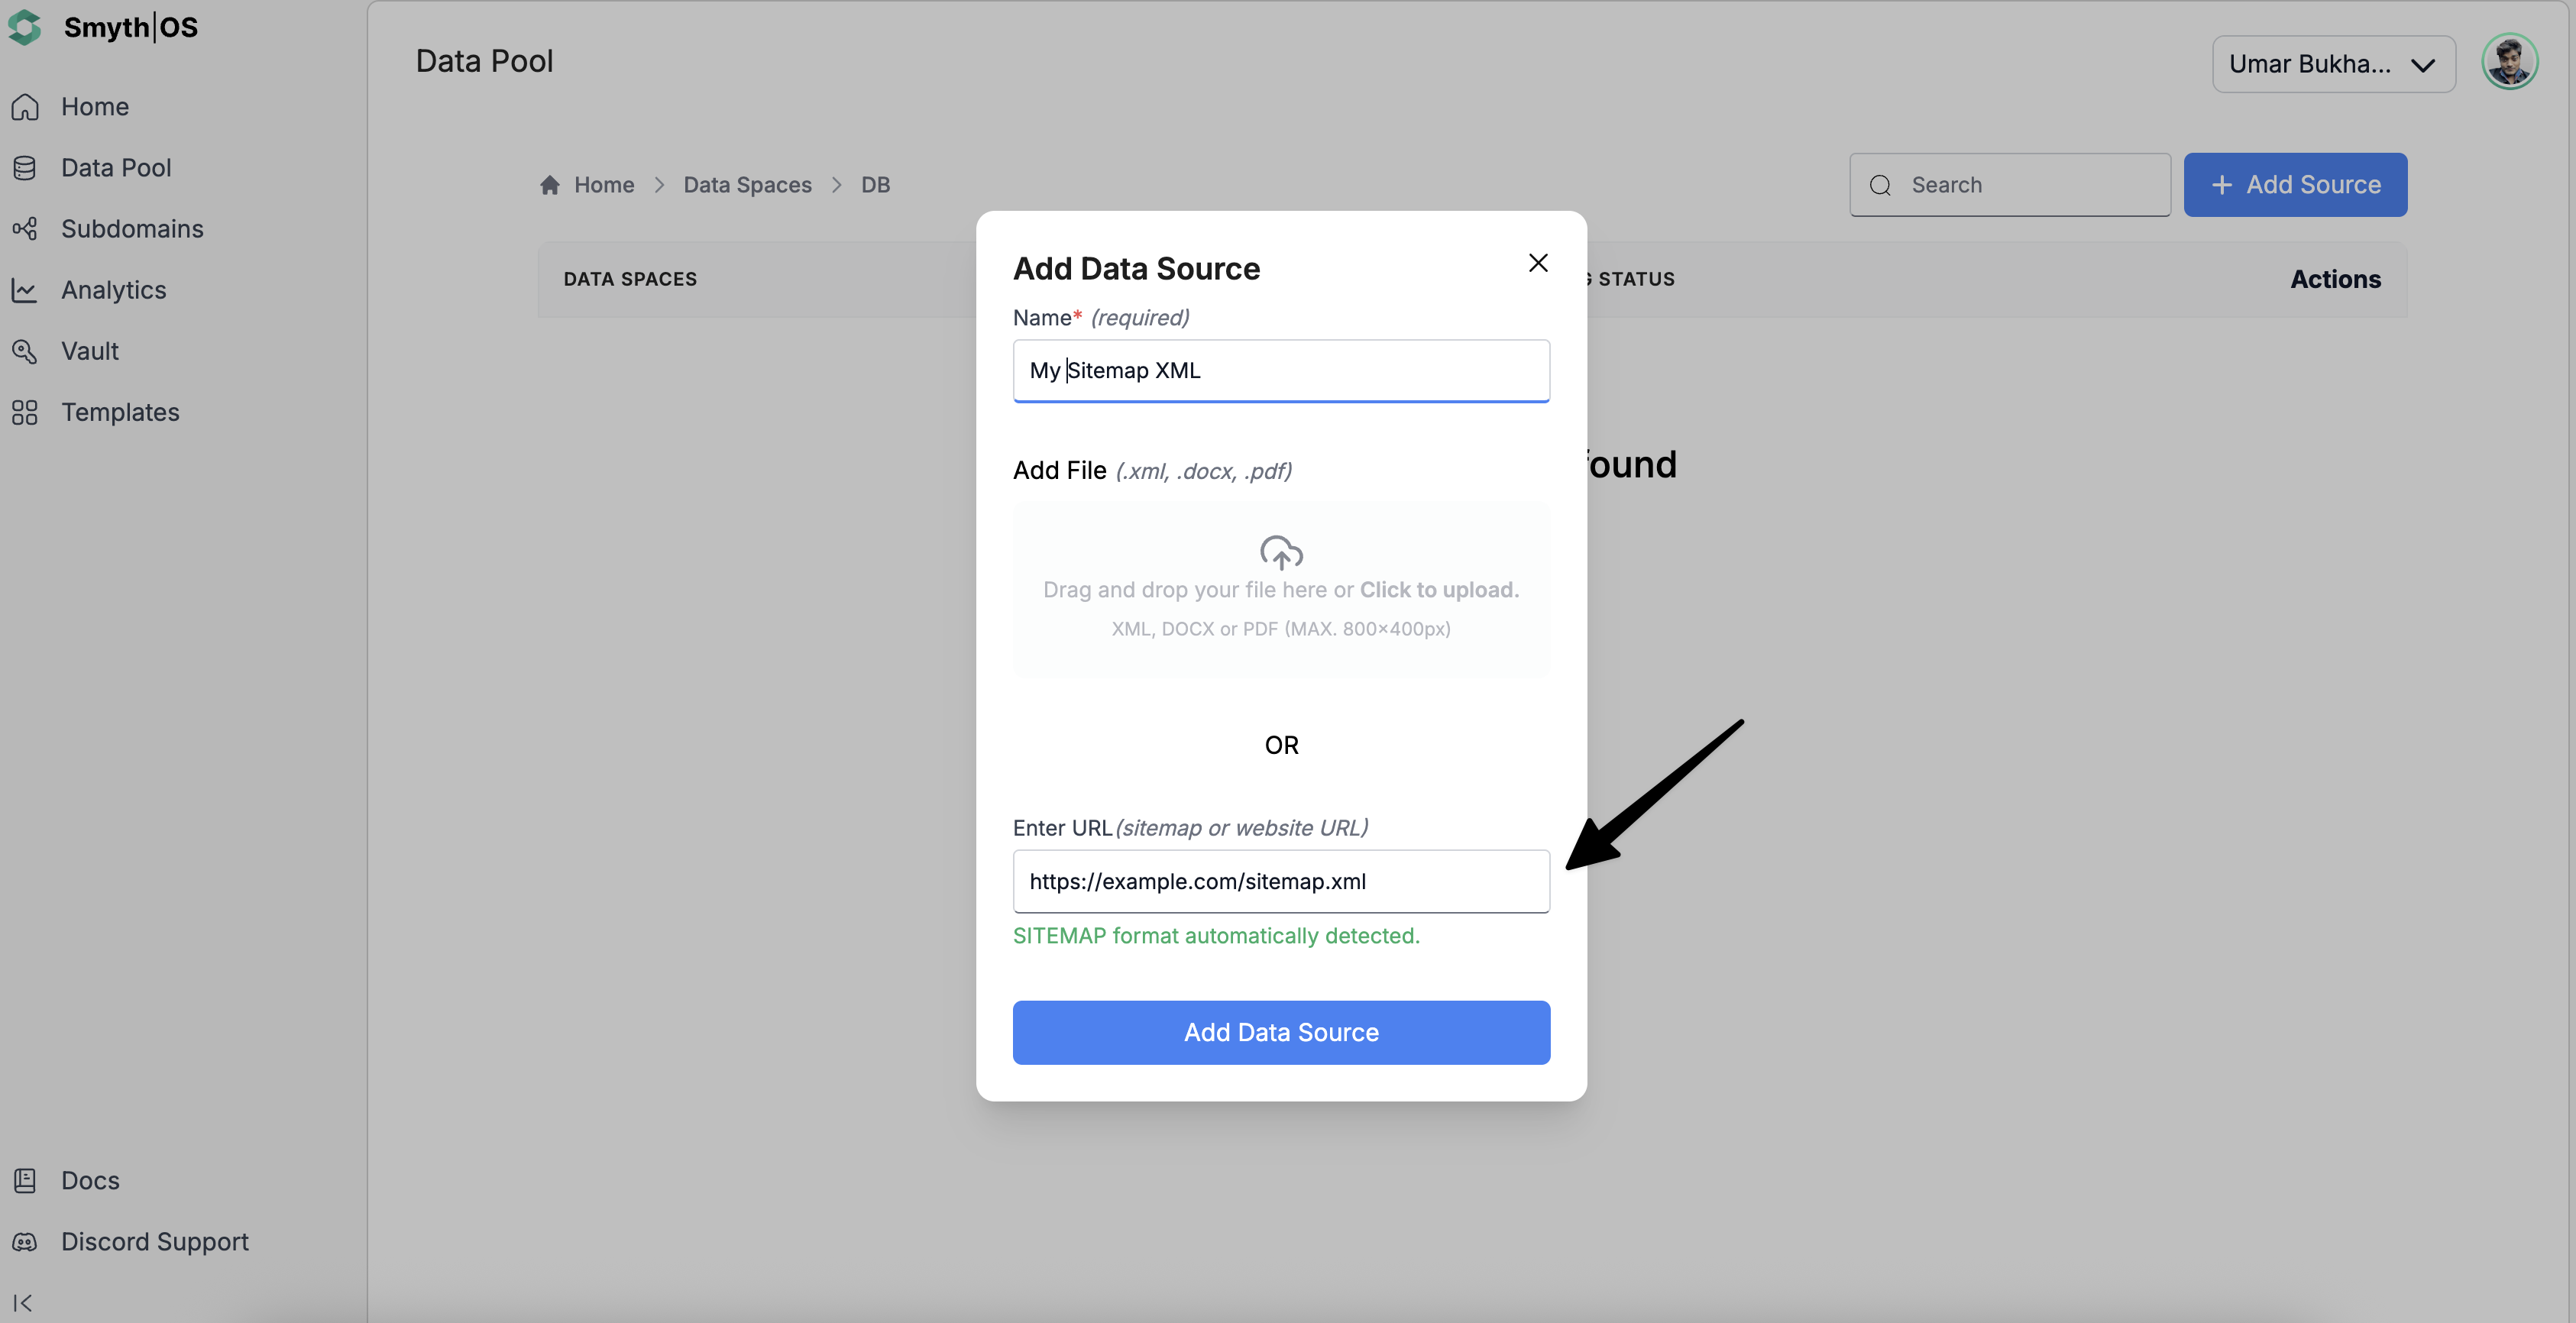 Smyth|OS
Home
Data Pool
Subdomains
Analytics
Vault
Templates
Docs
Discord Support
Data Pool
Umar Bukha...
Home > Data Spaces > DB
Search
+ Add Source
DATA SPACES
STATUS
Actions
found
Add Data Source
Name* (required)
My Sitemap XML
Add File (.xml, .docx, .pdf)
Drag and drop your file here or Click to upload.
XML, DOCX or PDF (MAX. 800×400px)
OR
Enter URL(sitemap or website URL)
https://example.com/sitemap.xml
SITEMAP format automatically detected.
Add Data Source